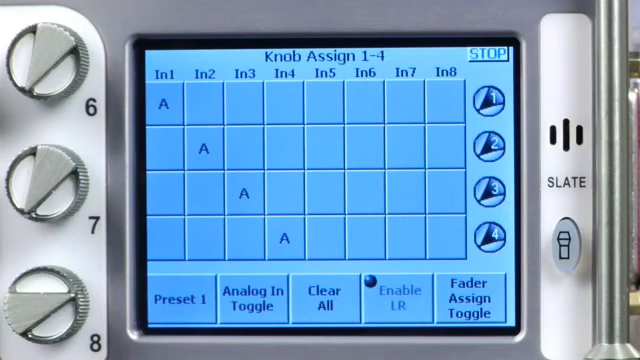 Knob Assign 1-4
STOP
In1 In2 In3 In4 In5 In6 In7 In8
A 1
A 2
A 3
A 4
Preset 1
Analog In
Toggle
Clear
All
Enable
LR
Fader
Assign
Toggle
6
7
8
SLATE